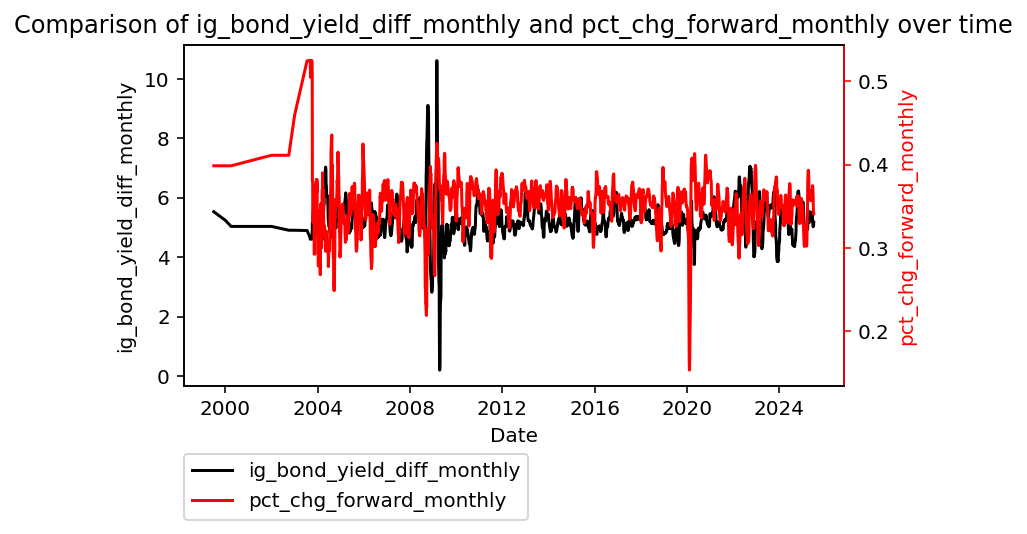 Comparison of ig_bond_yield_diff_monthly and pct_chg_forward_monthly over time
ig_bond_yield_diff_monthly
10
8
6
4
2
0
0.5
0.4
0.3
0.2
pct_chg_forward_monthly
2000 2004 2008 2012 2016 2020 2024
Date
ig_bond_yield_diff_monthly
pct_chg_forward_monthly